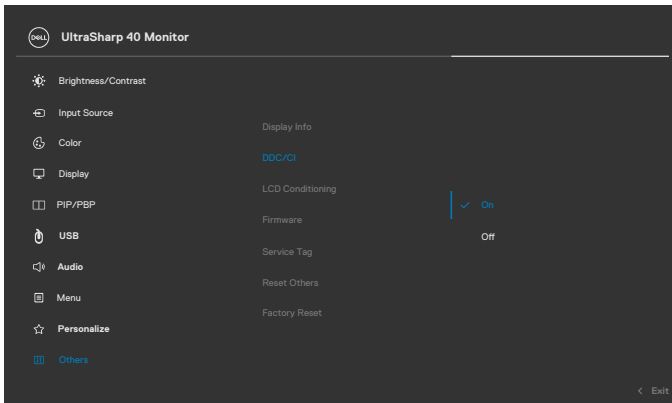 DELL UltraSharp 40 Monitor
Brightness/Contrast
Input Source
Color
Display
PIP/PBP
USB
Audio
Menu
Personalize
Others
Display Info
DDC/CI
LCD Conditioning
Firmware
Service Tag
Reset Others
Factory Reset
On
Off
< Exit